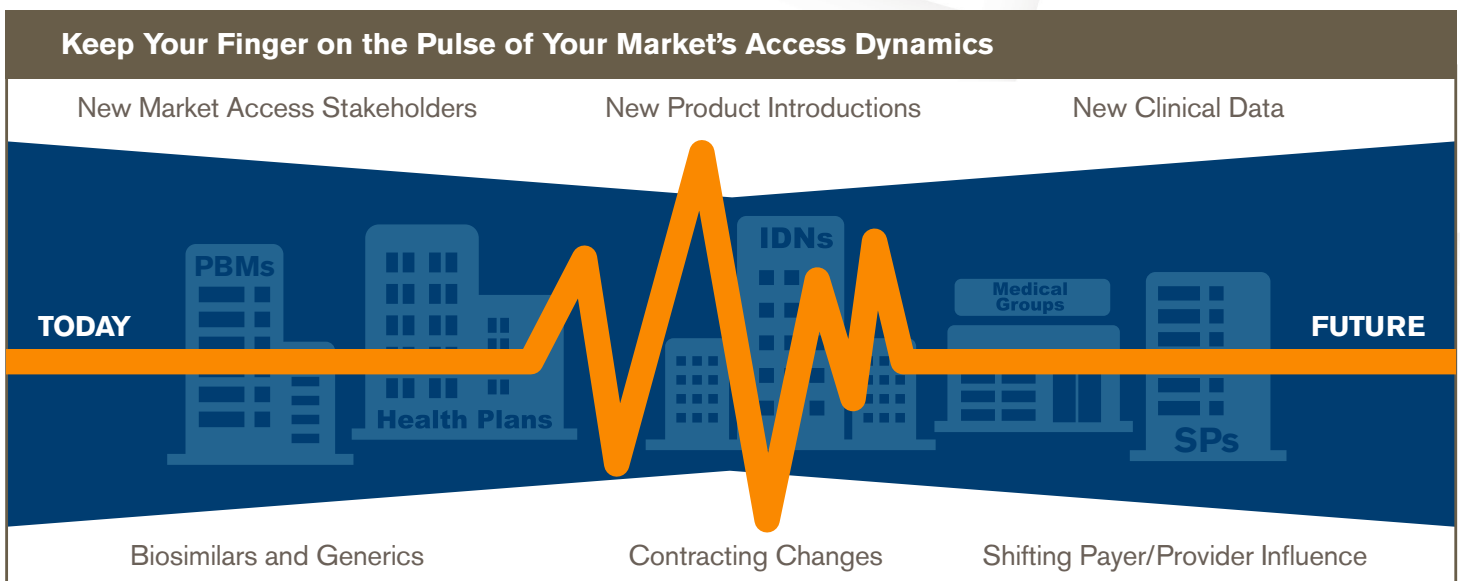 Keep Your Finger on the Pulse of Your Market's Access Dynamics
New Market Access Stakeholders
New Product Introductions
New Clinical Data
PBMs
Health Plans
IDNs
Medical
Groups
SPs
TODAY
FUTURE
Biosimilars and Generics
Contracting Changes
Shifting Payer/Provider Influence